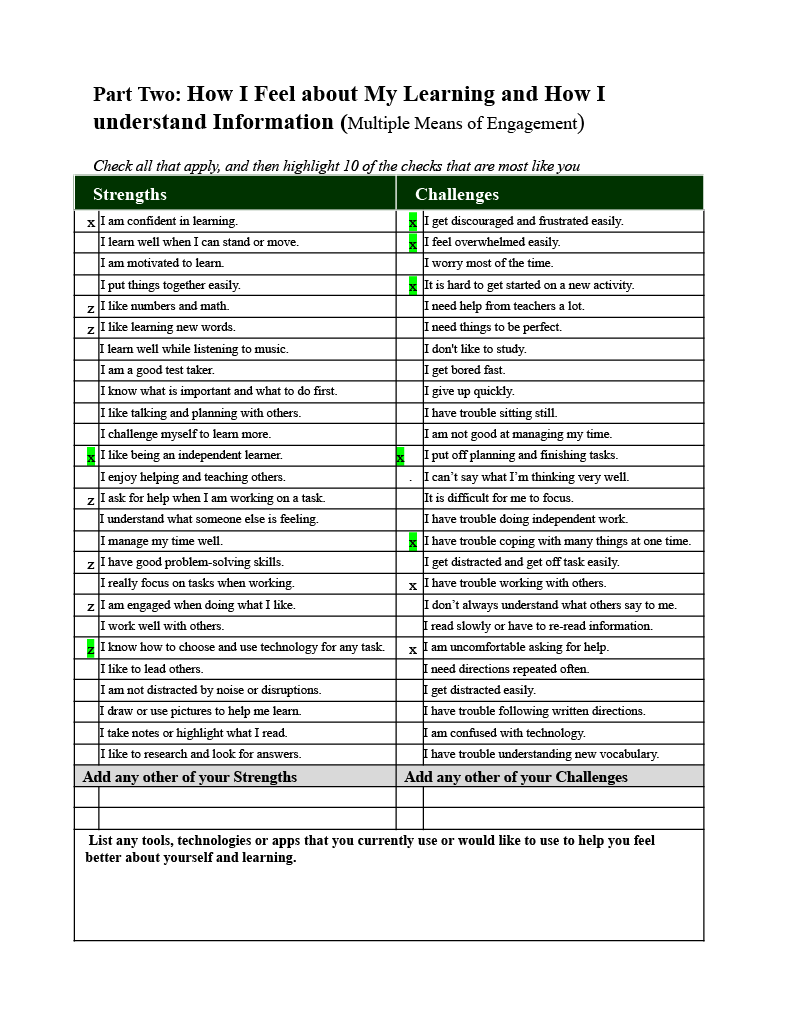 Part Two: How I Feel about My Learning and How I
understand Information (Multiple Means of Engagement)
Check all that apply, and then highlight 10 of the checks that are most like you
Strengths Challenges
x I am confident in learning. x I get discouraged and frustrated easily.
I learn well when I can stand or move. x I feel overwhelmed easily.
I am motivated to learn. I worry most of the time.
I put things together easily. x It is hard to get started on a new activity.
z I like numbers and math. I need help from teachers a lot.
z I like learning new words. I need things to be perfect.
I learn well while listening to music. I don't like to study.
I am a good test taker. I get bored fast.
I know what is important and what to do first. I give up quickly.
I like talking and planning with others. I have trouble sitting still.
I challenge myself to learn more. I am not good at managing my time.
x I like being an independent learner. x I put off planning and finishing tasks.
I enjoy helping and teaching others. . I can’t say what I’m thinking very well.
z I ask for help when I am working on a task. It is difficult for me to focus.
I understand what someone else is feeling. I have trouble doing independent work.
I manage my time well. x I have trouble coping with many things at one time.
z I have good problem-solving skills. I get distracted and get off task easily.
I really focus on tasks when working. x I have trouble working with others.
z I am engaged when doing what I like. I don’t always understand what others say to me.
I work well with others. I read slowly or have to re-read information.
z I know how to choose and use technology for any task. x I am uncomfortable asking for help.
I like to lead others. I need directions repeated often.
I am not distracted by noise or disruptions. I get distracted easily.
I draw or use pictures to help me learn. I have trouble following written directions.
I take notes or highlight what I read. I am confused with technology.
I like to research and look for answers. I have trouble understanding new vocabulary.
Add any other of your Strengths Add any other of your Challenges
List any tools, technologies or apps that you currently use or would like to use to help you feel
better about yourself and learning.